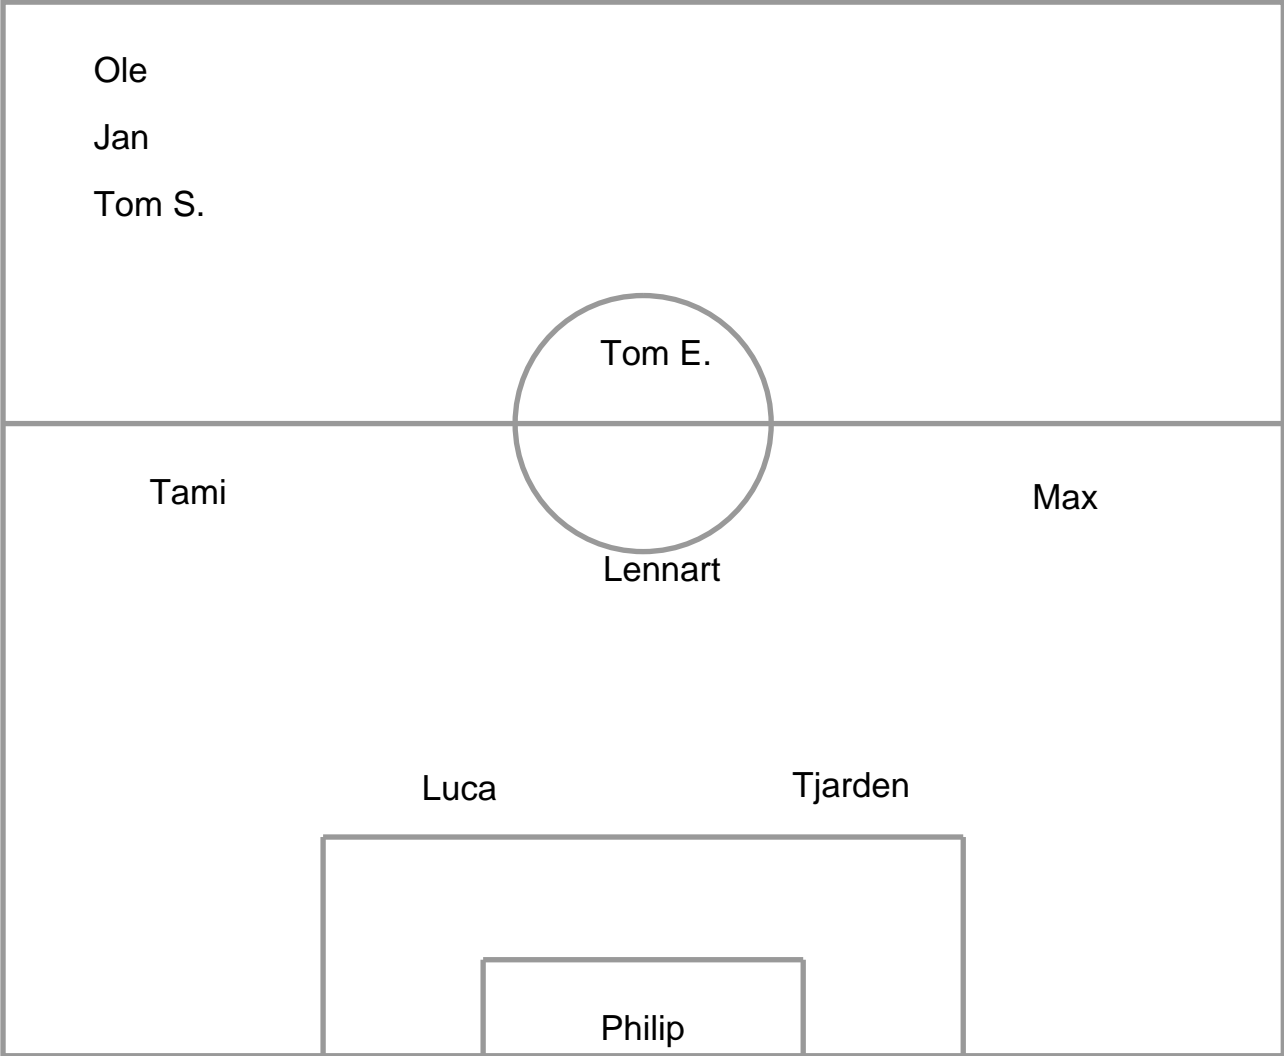 Ole
Jan
Tom S.
Tom E.
Tami
Max
Lennart
Luca
Tjarden
Philip